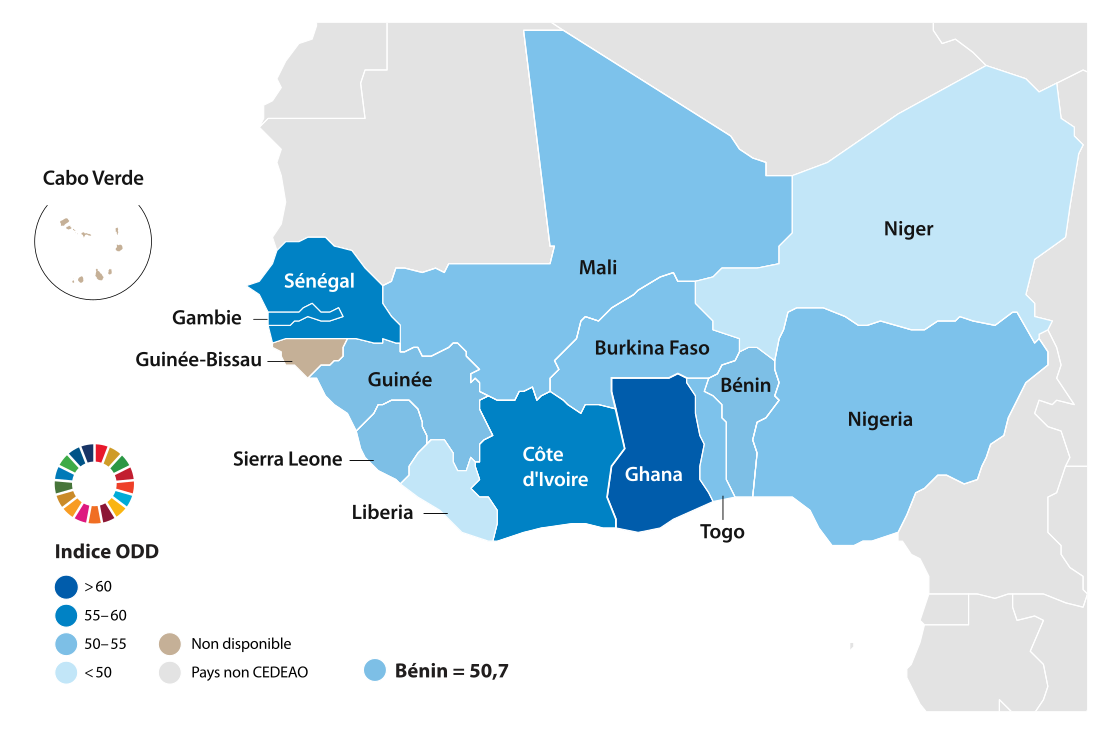 Cabo Verde
Niger
Mali
Sénégal
Gambie
Burkina Faso
Guinée-Bissau
Guinée
Bénin
Nigeria
Côte
d'Ivoire
Sierra Leone
Ghana
Liberia
Togo
Indice ODD
>60
55–60
50–55
<50
Non disponible
Pays non CEDEAO
Bénin = 50,7